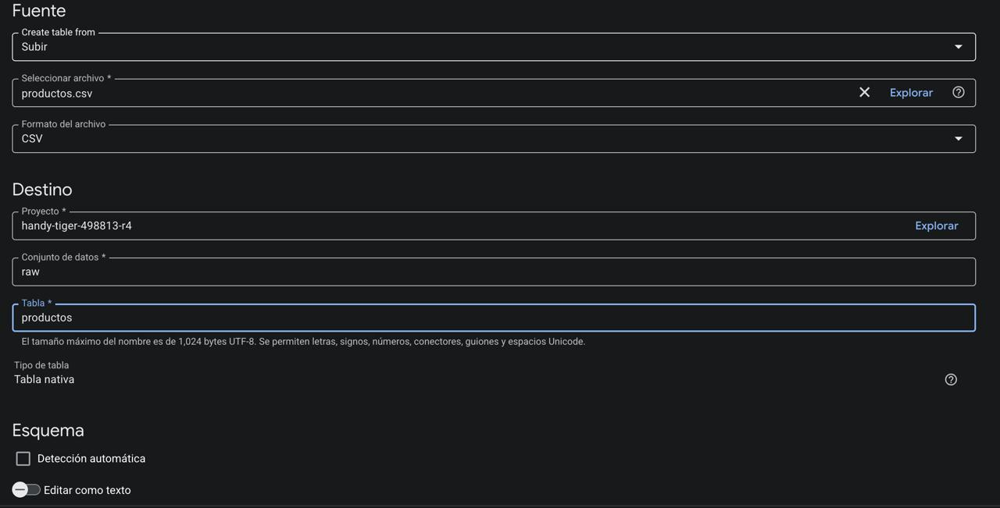 Fuente
Create table from
Subir
Seleccionar archivo *
productos.csv
Explorar
Formato del archivo
CSV
Destino
Proyecto *
handy-tiger-498813-r4
Explorar
Conjunto de datos *
raw
Tabla *
productos
El tamaño máximo del nombre es de 1,024 bytes UTF-8. Se permiten letras, signos, números, conectores, guiones y espacios Unicode.
Tipo de tabla
Tabla nativa
Esquema
Detección automática
Editar como texto